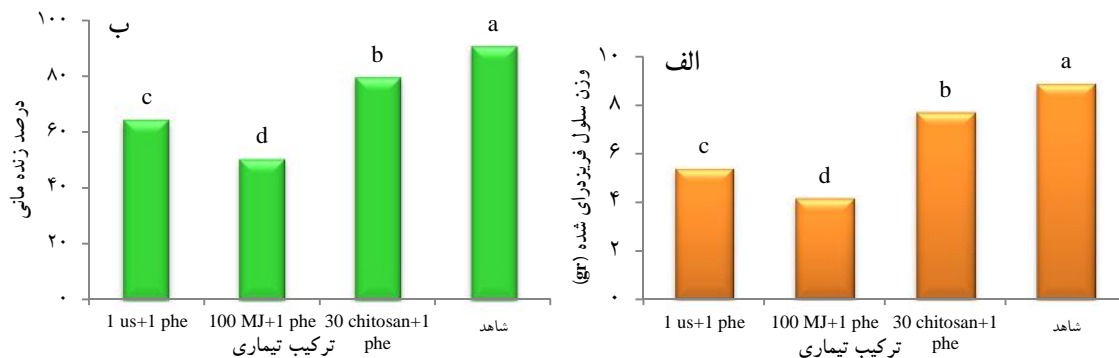 الف
وزن سلول فریزدرای شده (gr)
۱۰
۸
۶
۴
۲
۰
a
b
d
c
شاهد
30 chitosan+1 phe
100 MJ+1 phe
1 us+1 phe
ترکیب تیماری
ب
درصد زنده مانی
۱۰۰
۸۰
۶۰
۴۰
۲۰
۰
a
b
d
c
شاهد
30 chitosan+1 phe
100 MJ+1 phe
1 us+1 phe
ترکیب تیماری